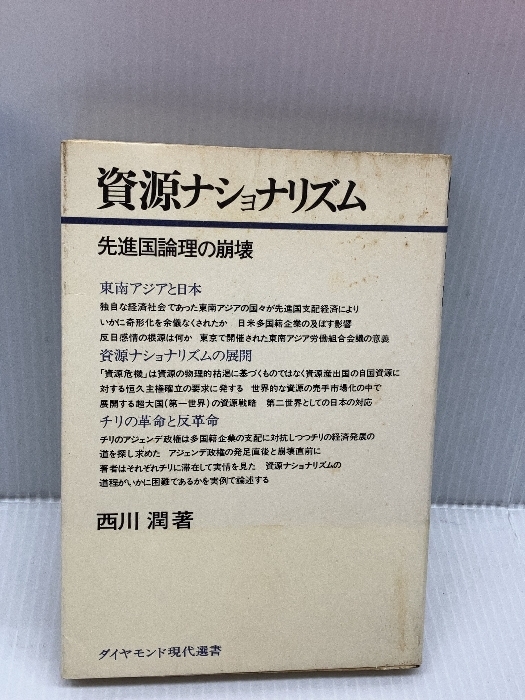 資源ナショナリズム
先進国論理の崩壊
東南アジアと日本
独自な経済社会であった東南アジアの国々が先進国支配経済により
いかに奇形化を余儀なくされたか 日米多国籍企業の及ぼす影響
反日感情の根源は何か 東京で開催された東南アジア労働組合会議の意義
資源ナショナリズムの展開
「資源危機」は資源の物理的枯渇に基づくものではなく資源産出国の自国資源に
対する恒久主権確立の要求に発する 世界的な資源の売手市場化の中で
展開する超大国(第一世界)の資源戦略 第二世界としての日本の対応
チリの革命と反革命
チリのアジェンデ政権は多国籍企業の支配に対抗しつつチリの経済発展の
道を探し求めた アジェンデ政権の発足直後と崩壊直前に
著者はそれぞれチリに滞在して実情を見た 資源ナショナリズムの
道程がいかに困難であるかを実例で論述する
西川 潤著
ダイヤモンド現代選書